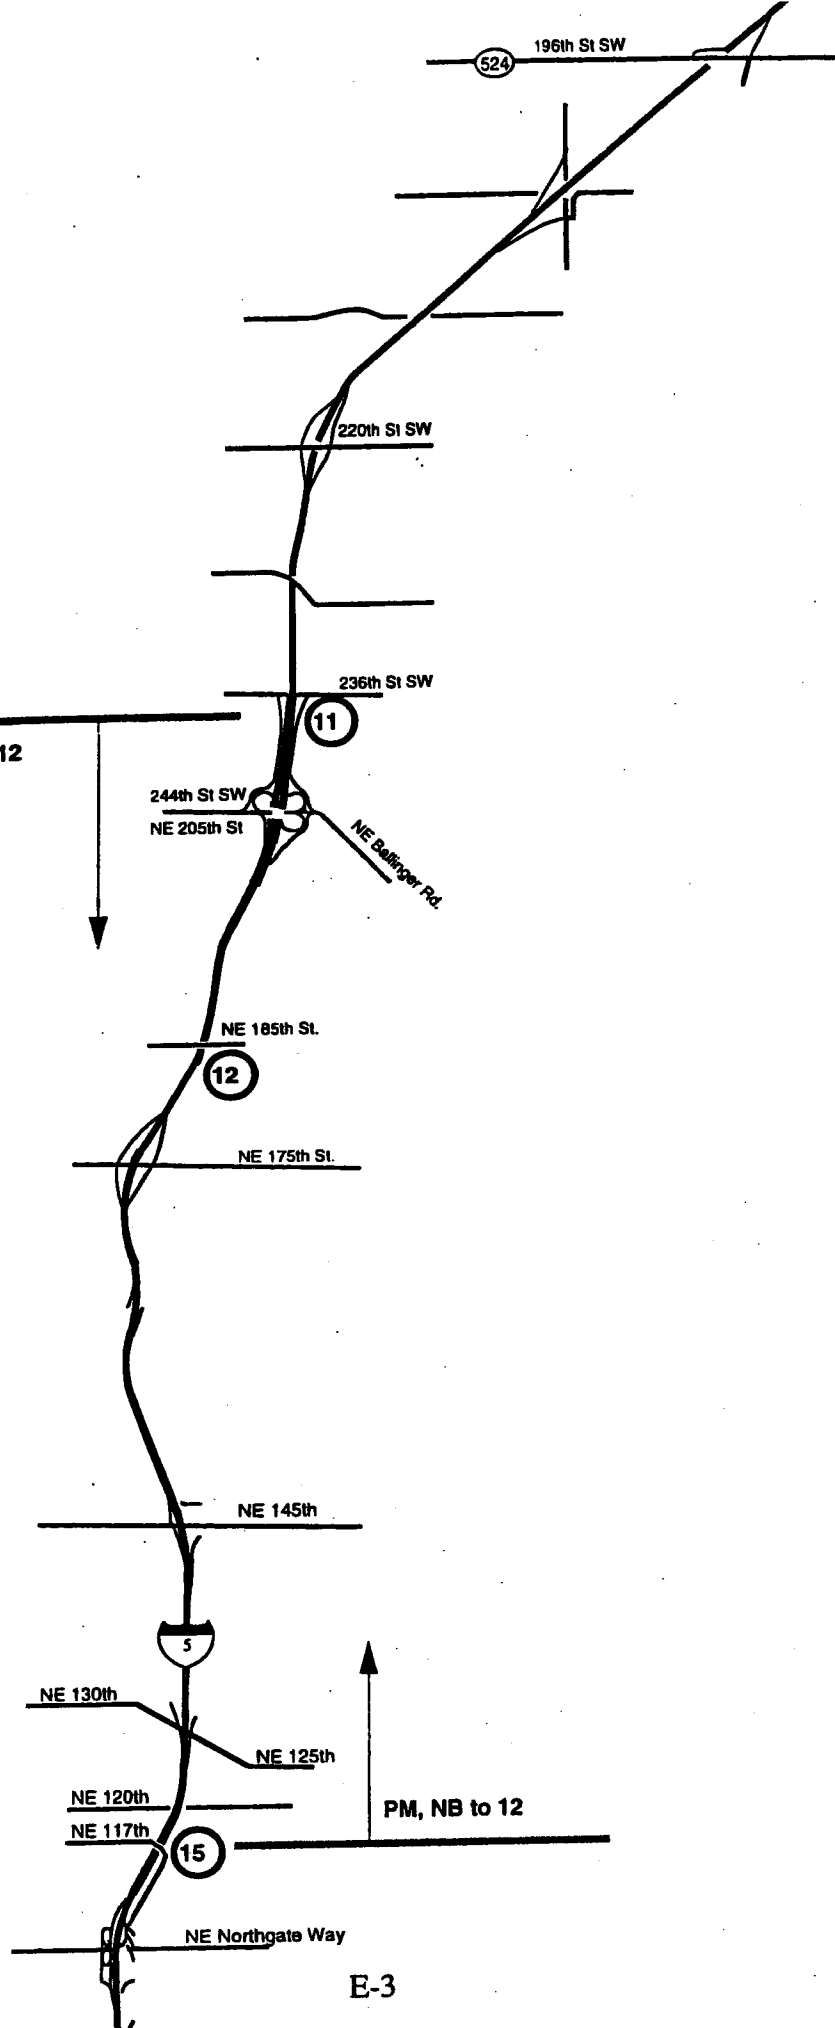 196th St SW
524
220th St SW
236th St SW
11
12
244th St SW
NE 205th St
NE Ballinger Rd.
NE 185th St.
12
NE 175th St.
NE 145th
5
NE 130th
NE 125th
NE 120th
PM, NB to 12
NE 117th
15
NE Northgate Way
E-3